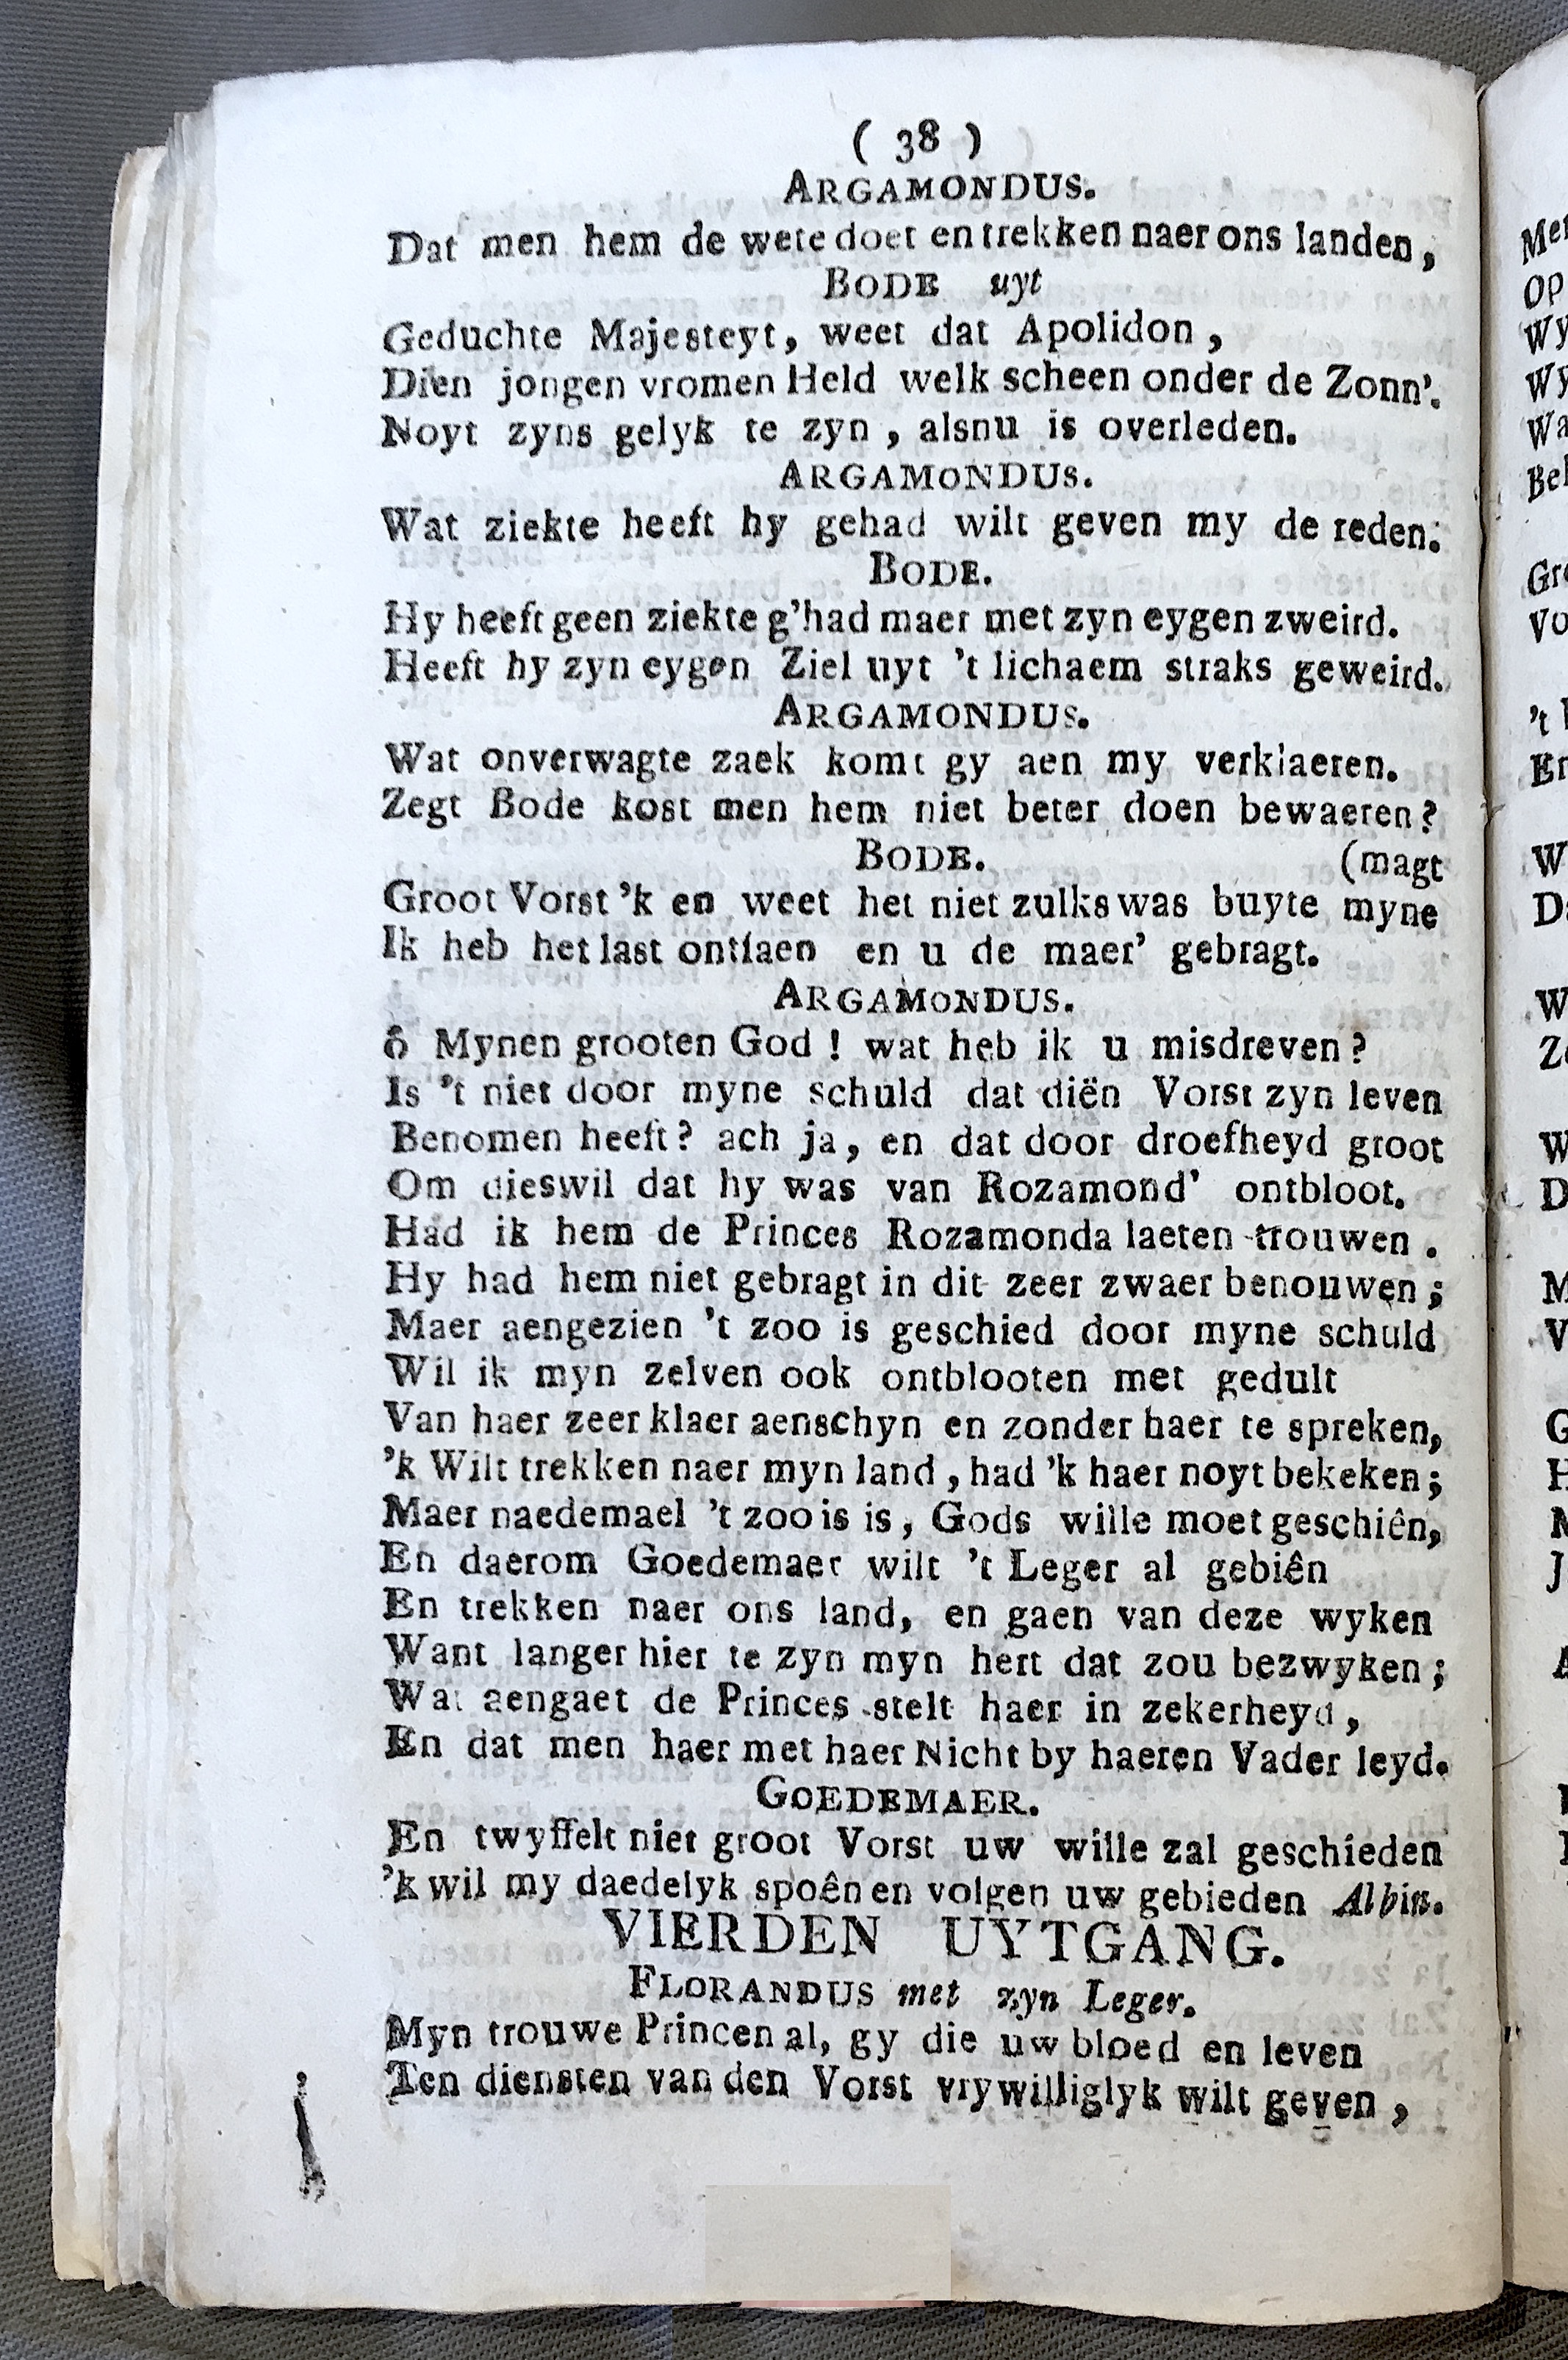 ( 38 )
ARGAMONDUS.
Dat men hem de wete doet en trekken naer ons landen,
BODE uyt
Geduchte Majesteyt, weet dat Apolidon,
Dien jongen vromen Held welk scheen onder de Zonn'.
Noyt zyns gelyk te zyn, alsnu is overleden.
ARGAMONDUS.
Wat ziekte heeft hy gehad wilt geven my de reden.
BODE.
Hy heeft geen ziekte g'had maer met zyn eygen zweird.
Heeft hy zyn eygen Ziel uyt 't lichaem straks geweird.
ARGAMONDUS.
Wat onverwagte zaek komt gy aen my verklaeren.
Zegt Bode kost men hem niet beter doen bewaeren?
BODE. (magt
Groot Vorst 'k en weet het niet zulks was buyte myne
Ik heb het last ontfaen en u de maer' gebragt.
ARGAMONDUS.
ô Mynen grooten God! wat heb ik u misdreven?
Is 't niet door myne schuld dat diën Vorst zyn leven
Benomen heeft? ach ja, en dat door droefheyd groot
Om dieswil dat hy was van Rozamond' ontbloot.
Had ik hem de Princes Rozamonda laeten trouwen.
Hy had hem niet gebragt in dit zeer zwaer benouwen;
Maer aengezien 't zoo is geschied door myne schuld
Wil ik myn zelven ook ontblooten met gedult
Van haer zeer klaer aenschyn en zonder haer te spreken,
'k Wilt trekken naer myn land, had 'k haer noyt bekeken;
Maer naedemael 't zoo is is, Gods wille moet geschiên,
En daerom Goedemaer wilt 't Leger al gebiên
En trekken naer ons land, en gaen van deze wyken
Want langer hier te zyn myn hert dat zou bezwyken;
Wat aengaet de Princes stelt haer in zekerheyd,
En dat men haer met haer Nicht by haeren Vader leyd.
GOEDEMAER.
En twyffelt niet groot Vorst uw wille zal geschieden
'k wil my daedelyk spoên en volgen uw gebieden Albin.
VIERDEN UYTGANG.
FLORANDUS met zyn Leger.
Myn trouwe Princen al, gy die uw bloed en leven
Ten diensten van den Vorst vrywilliglyk wilt geven,